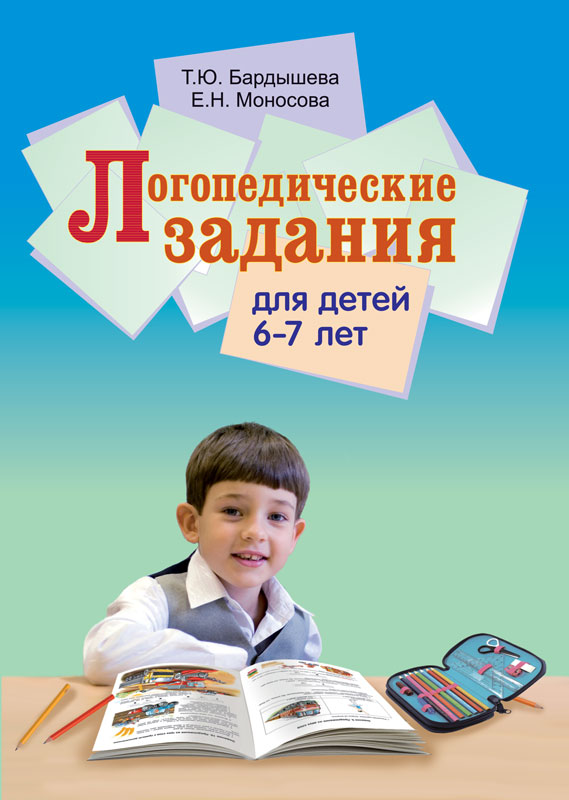 Т.Ю. Бардышева
Е.Н. Моносова
Логопедические
задания
для детей
6-7 лет